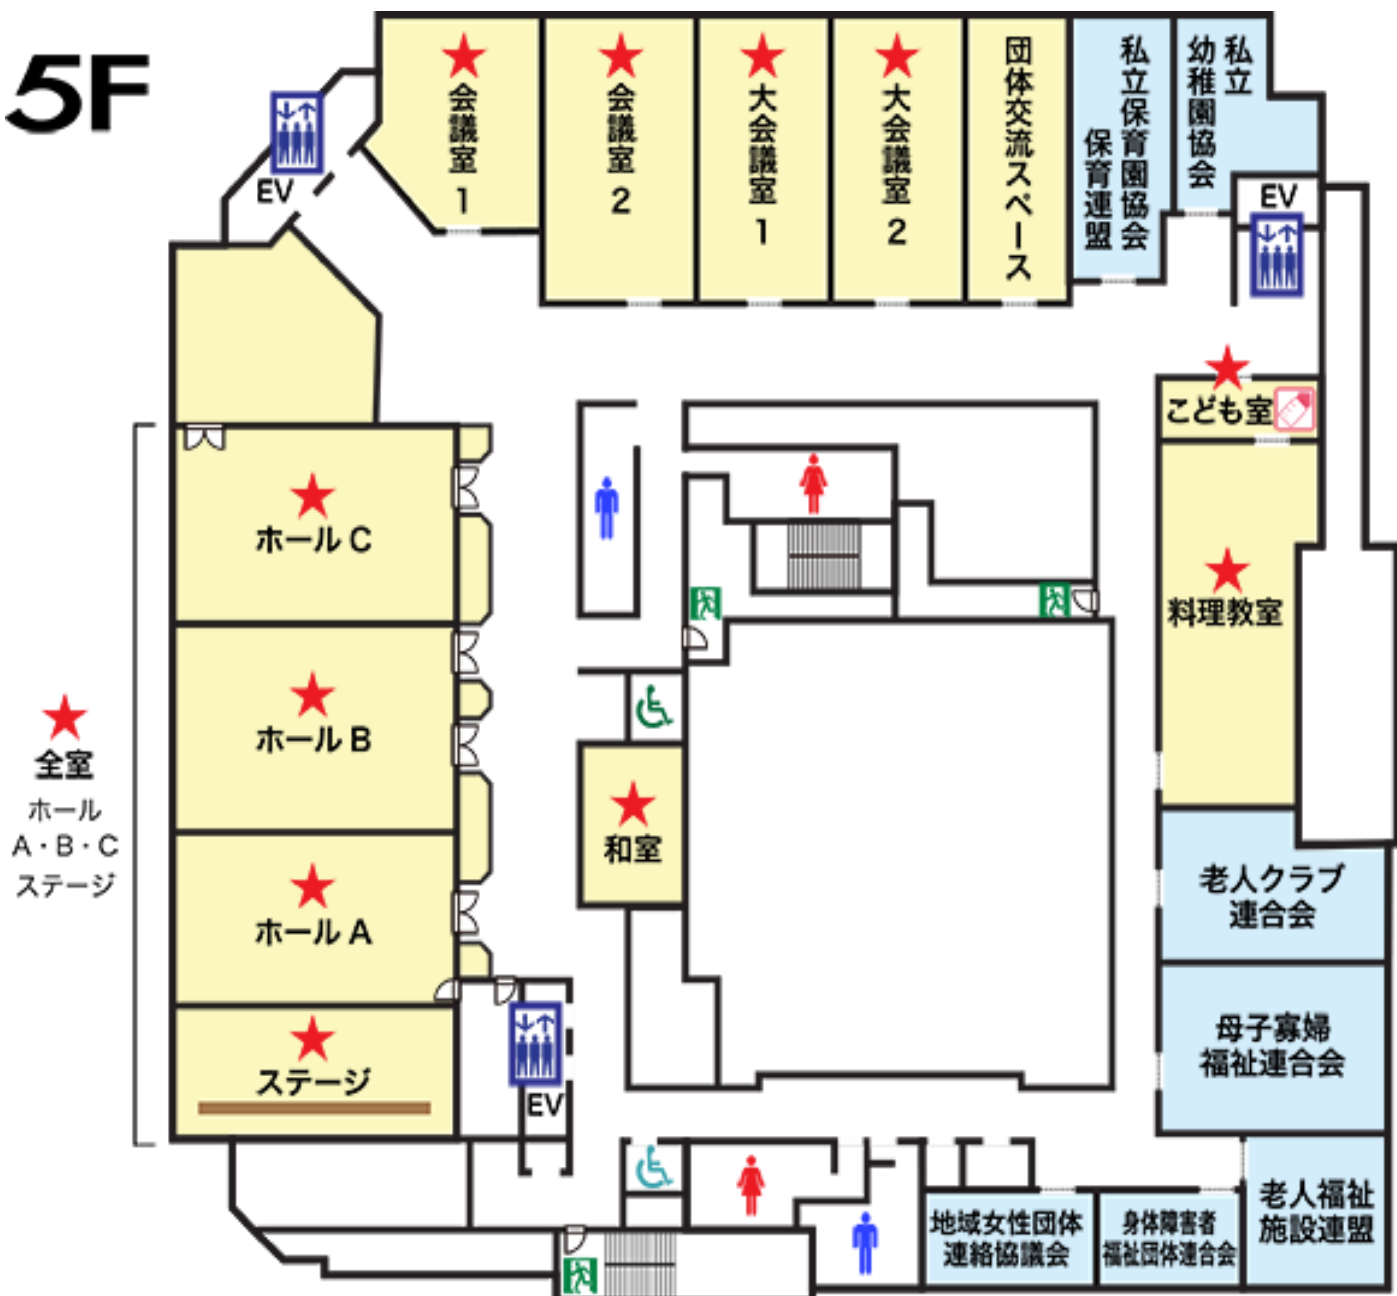 5F
EV
会議室1
会議室2
大会議室1
大会議室2
団体交流スペース
私立保育園協会
保育連盟
私立
幼稚園協会
EV
こども室
料理教室
ホールC
ホールB
ホールA
ステージ
全室
ホール
A・B・C
ステージ
和室
EV
老人クラブ
連合会
母子寡婦
福祉連合会
老人福祉
施設連盟
地域女性団体
連絡協議会
身体障害者
福祉団体連合会